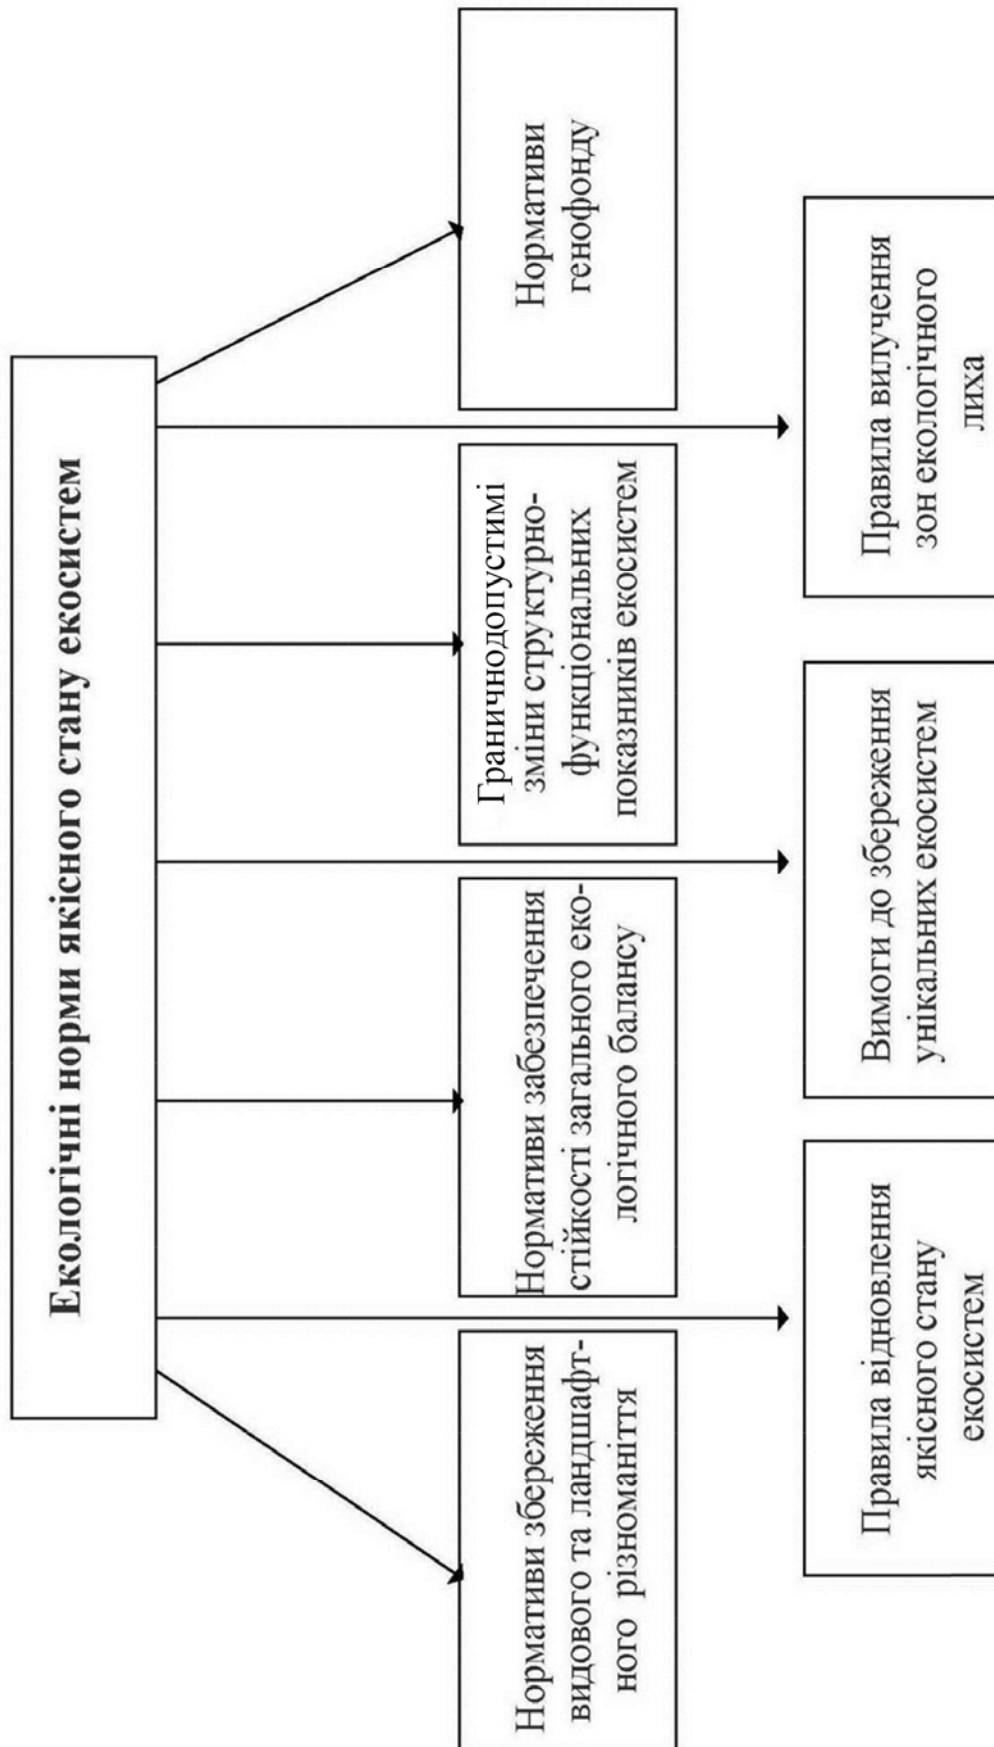 Екологічні норми якісного стану екосистем
Нормативи збереження
видового та ландшафт-
ного різноманіття
Нормативи забезпечення
стійкості загального еко-
логічного балансу
Граничнодопустимі
зміни структурно-
функціональних
показників екосистем
Нормативи
генофонду
Правила відновлення
якісного стану
екосистем
Вимоги до збереження
унікальних екосистем
Правила вилучення
зон екологічного
лиха